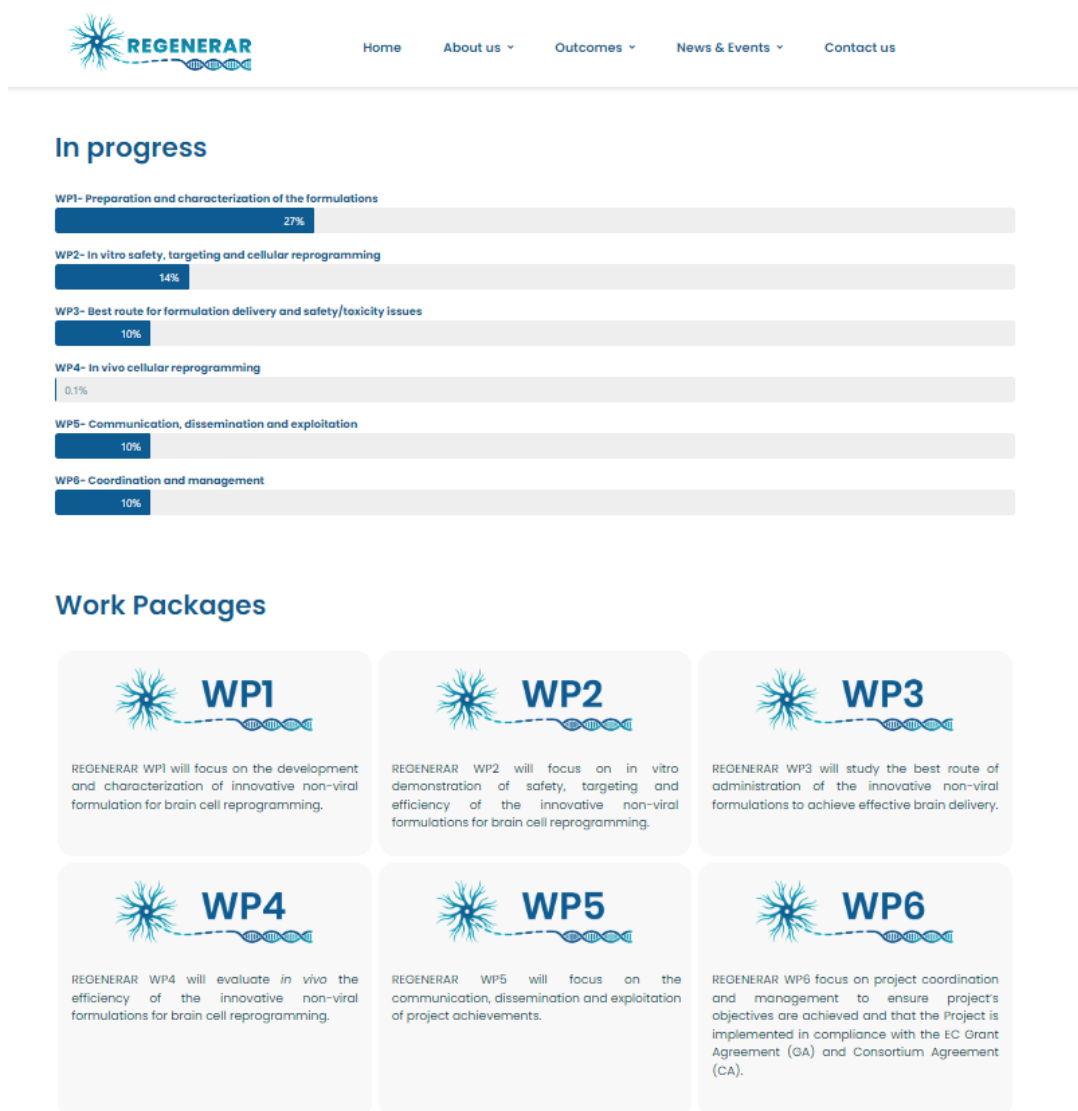 REGENERAR
Home
About us
Outcomes
News & Events
Contact us
In progress
WP1- Preparation and characterization of the formulations
27%
WP2- In vitro safety, targeting and cellular reprogramming
14%
WP3- Best route for formulation delivery and safety/toxicity issues
10%
WP4- In vivo cellular reprogramming
0.1%
WP5- Communication, dissemination and exploitation
10%
WP6- Coordination and management
10%
Work Packages
WP1
REGENERAR WP1 will focus on the development
and characterization of innovative non-viral
formulation for brain cell reprogramming.
WP2
REGENERAR WP2 will focus on in vitro
demonstration of safety, targeting and
efficiency of the innovative non-viral
formulations for brain cell reprogramming.
WP3
REGENERAR WP3 will study the best route of
administration of the innovative non-viral
formulations to achieve effective brain delivery.
WP4
REGENERAR WP4 will evaluate in vivo the
efficiency of the innovative non-viral
formulations for brain cell reprogramming.
WP5
REGENERAR WP5 will focus on the
communication, dissemination and exploitation
of project achievements.
WP6
REGENERAR WP6 focus on project coordination
and management to ensure project's
objectives are achieved and that the Project is
implemented in compliance with the EC Grant
Agreement (GA) and Consortium Agreement
(CA).